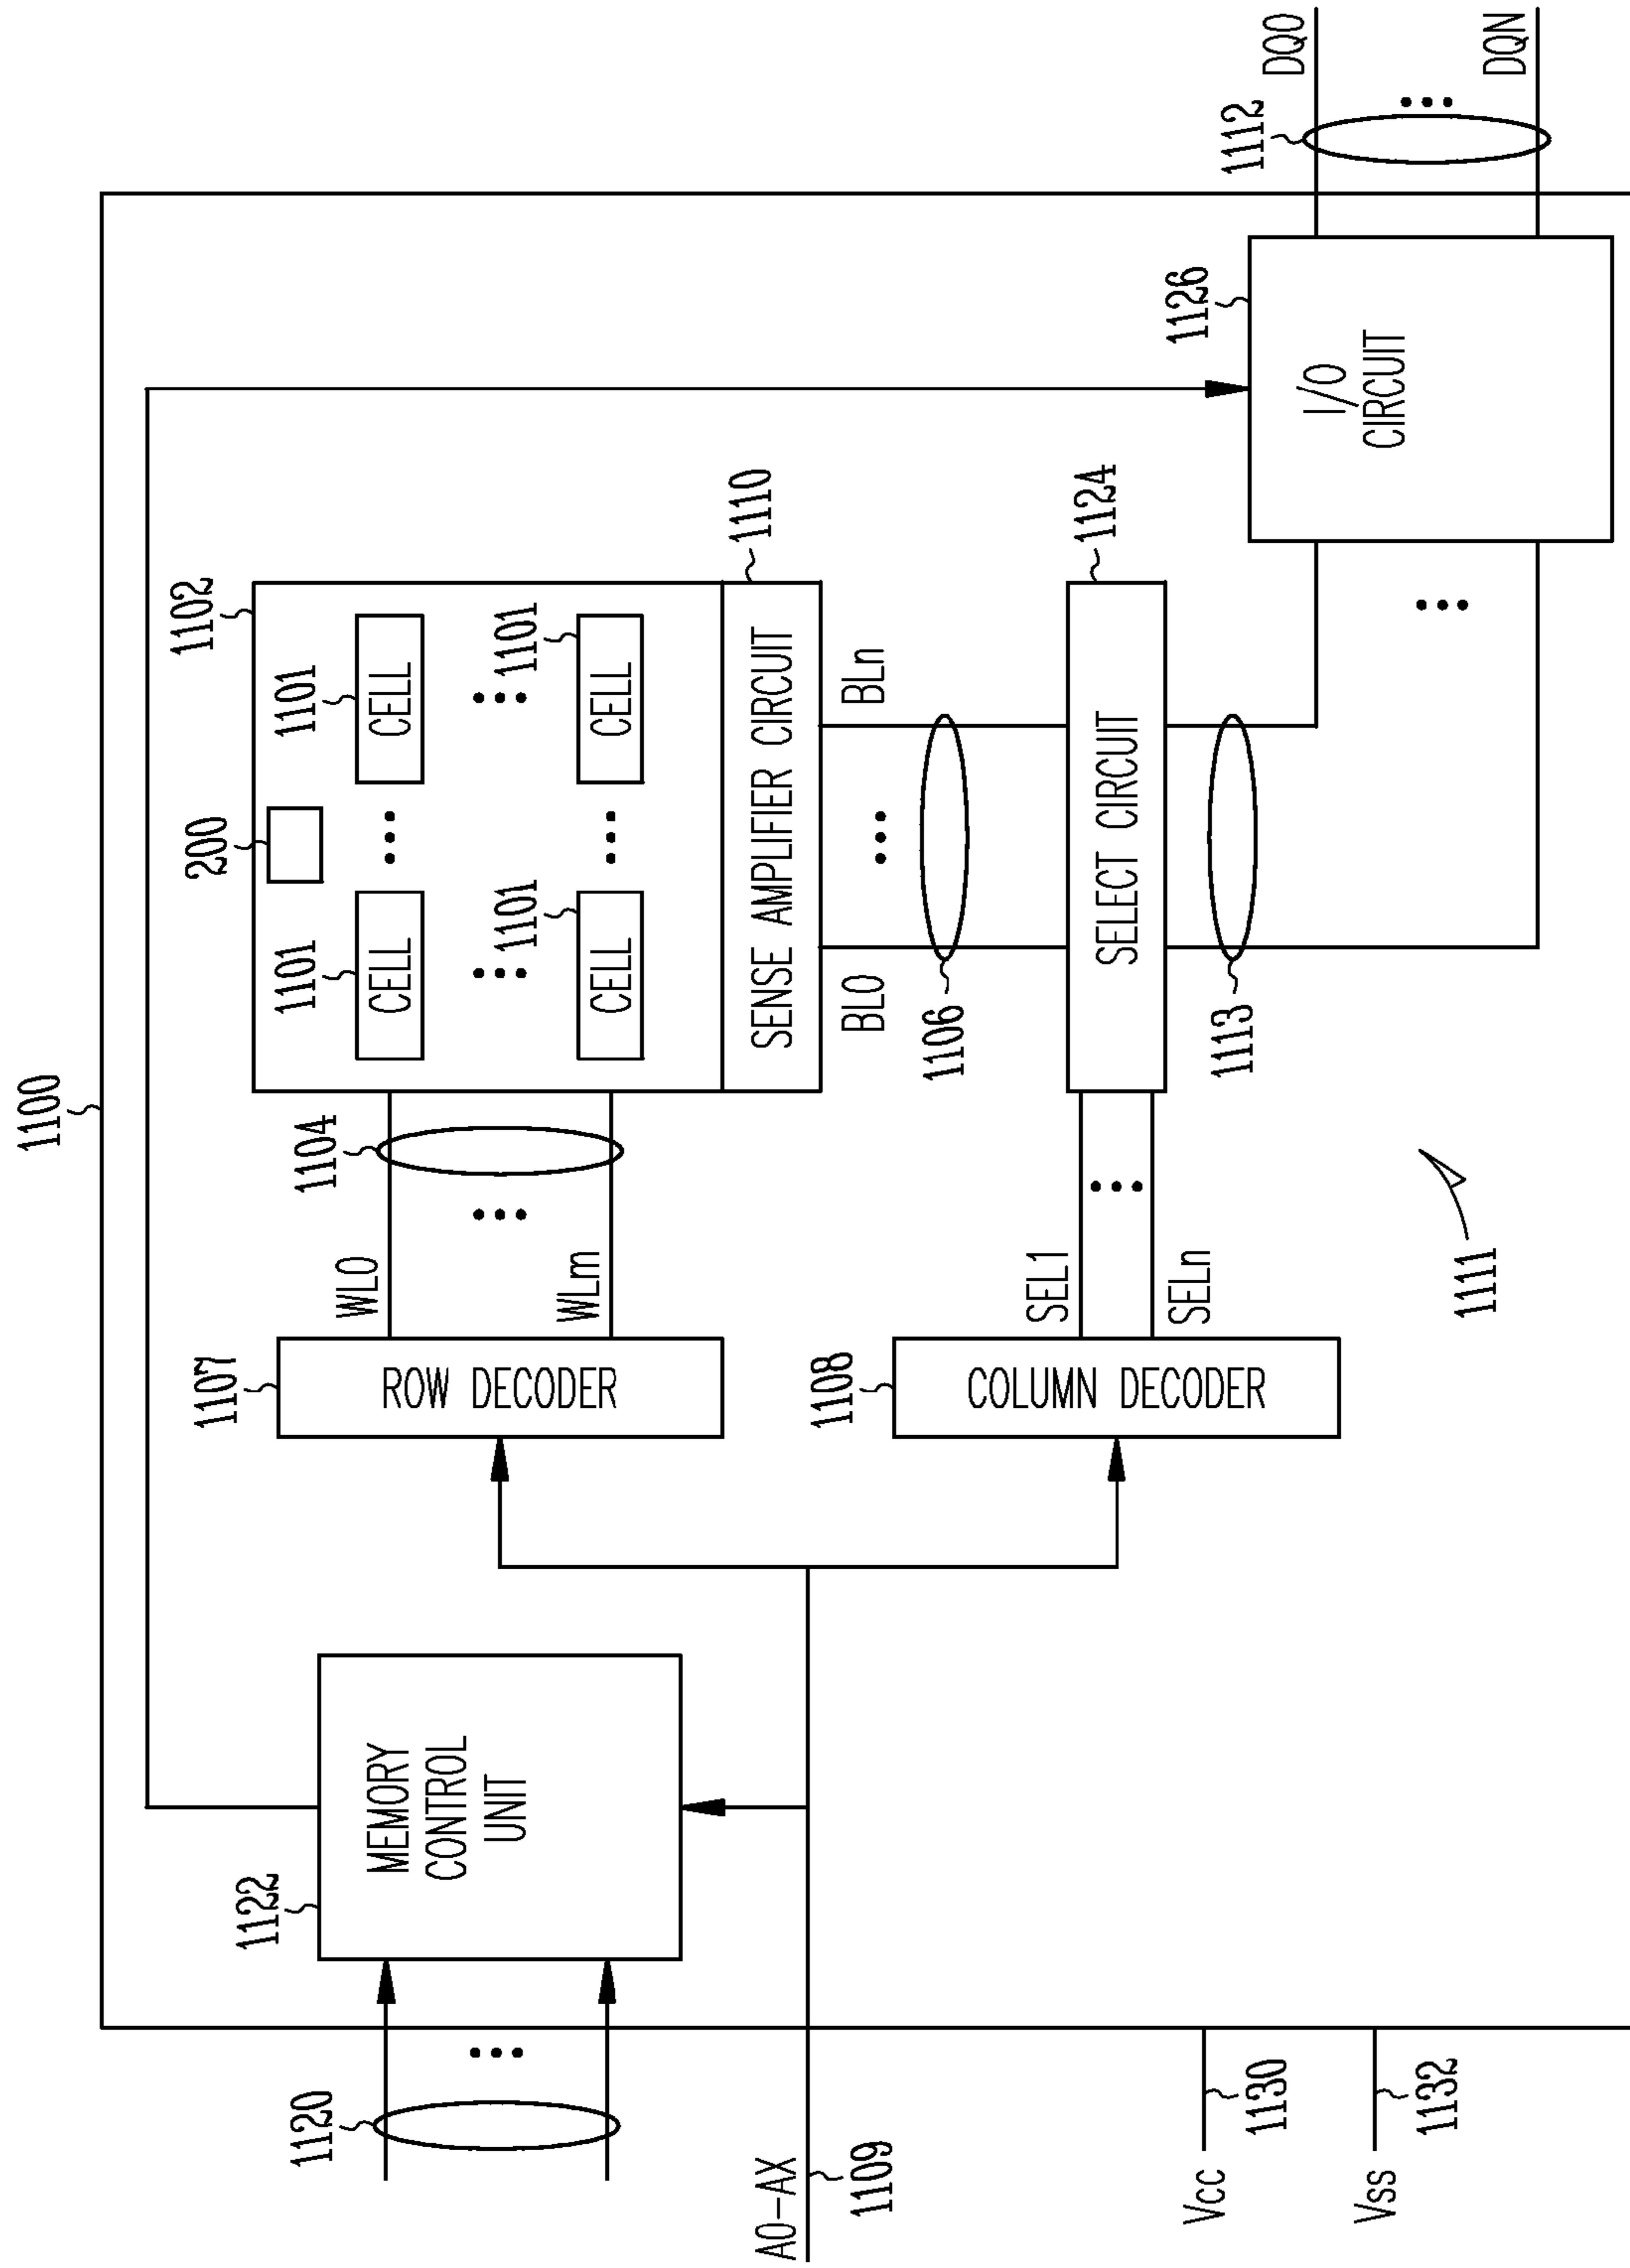 1100
1102
1101
200
1101
CELL
CELL
1101
1101
CELL
CELL
1104
WL0
WLm
1107
ROW DECODER
SENSE AMPLIFIER CIRCUIT
1110
BL0
BLn
1106
1122
MEMORY
CONTROL
UNIT
1120
A0-AX
1109
1108
COLUMN DECODER
SEL1
SELn
SELECT CIRCUIT
1124
1113
1126
I/O
CIRCUIT
1112
DQ0
DQN
1111
Vcc
1130
Vss
1132